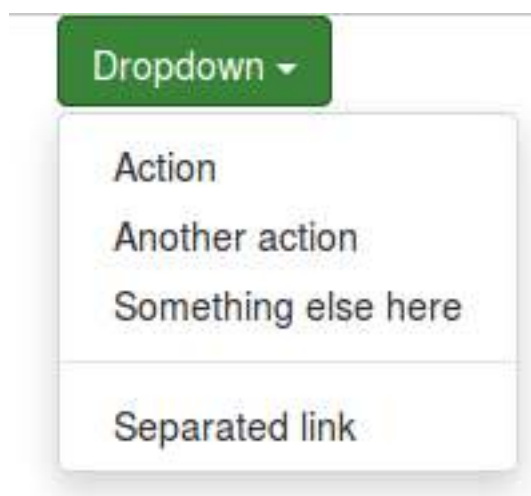 Dropdown
Action
Another action
Something else here
Separated link